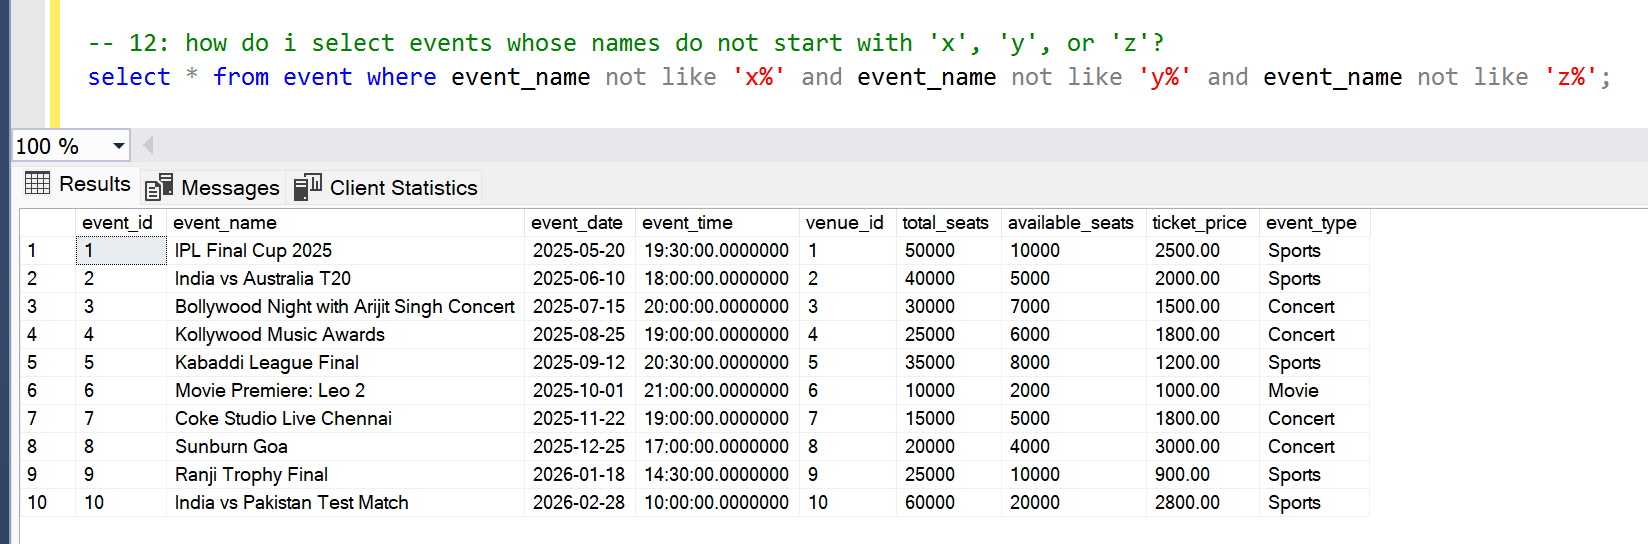 -- 12: how do i select events whose names do not start with 'x', 'y', or 'z'?
select * from event where event_name not like 'x%' and event_name not like 'y%' and event_name not like 'z%';
100 %
Results Messages Client Statistics
event_id event_name event_date event_time venue_id total_seats available_seats ticket_price event_type
1 1 IPL Final Cup 2025 2025-05-20 19:30:00.0000000 1 50000 10000 2500.00 Sports
2 2 India vs Australia T20 2025-06-10 18:00:00.0000000 2 40000 5000 2000.00 Sports
3 3 Bollywood Night with Arijit Singh Concert 2025-07-15 20:00:00.0000000 3 30000 7000 1500.00 Concert
4 4 Kollywood Music Awards 2025-08-25 19:00:00.0000000 4 25000 6000 1800.00 Concert
5 5 Kabaddi League Final 2025-09-12 20:30:00.0000000 5 35000 8000 1200.00 Sports
6 6 Movie Premiere: Leo 2 2025-10-01 21:00:00.0000000 6 10000 2000 1000.00 Movie
7 7 Coke Studio Live Chennai 2025-11-22 19:00:00.0000000 7 15000 5000 1800.00 Concert
8 8 Sunburn Goa 2025-12-25 17:00:00.0000000 8 20000 4000 3000.00 Concert
9 9 Ranji Trophy Final 2026-01-18 14:30:00.0000000 9 25000 10000 900.00 Sports
10 10 India vs Pakistan Test Match 2026-02-28 10:00:00.0000000 10 60000 20000 2800.00 Sports